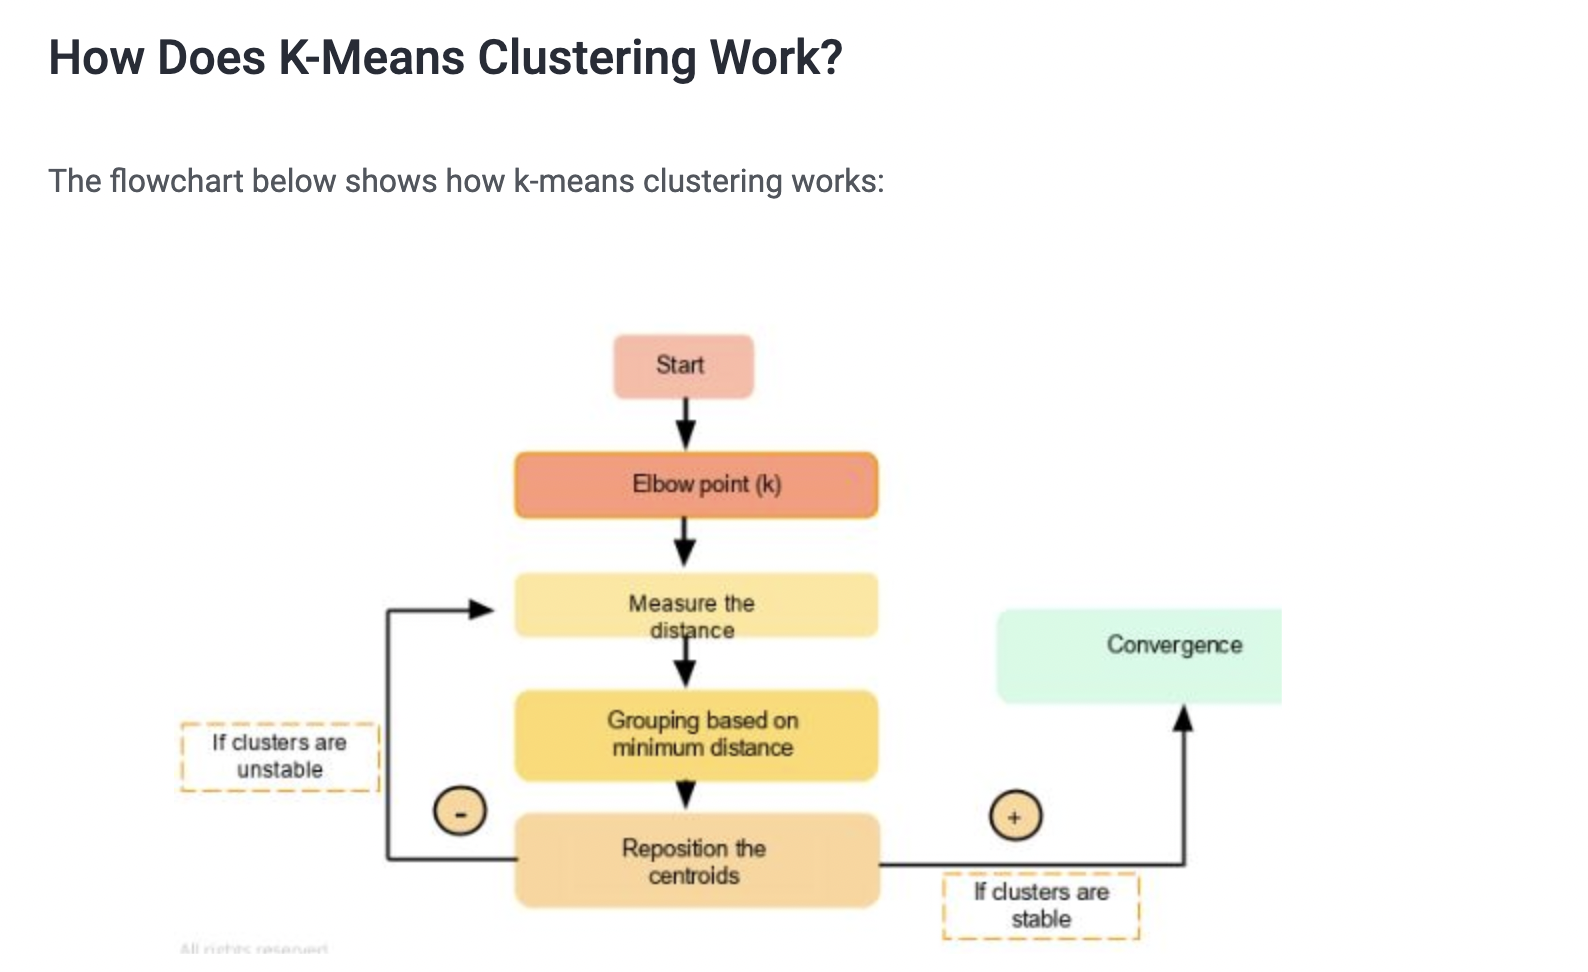 How Does K-Means Clustering Work?
The flowchart below shows how k-means clustering works:
Start
Elbow point (k)
Measure the
distance
Grouping based on
minimum distance
Reposition the
centroids
If clusters are
unstable
-
+
If clusters are
stable
Convergence
All rights reserved